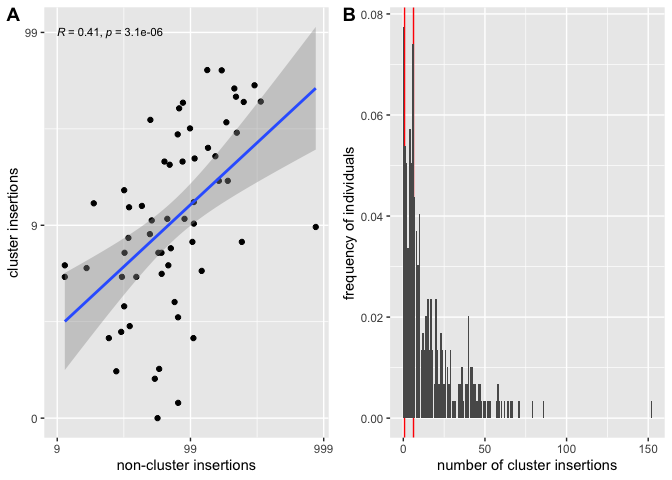 A
R = 0.41, p = 3.1e-06
99
9
0
cluster insertions
9
99
999
non-cluster insertions
B
0.08
0.06
0.04
0.02
0.00
frequency of individuals
0
50
100
150
number of cluster insertions